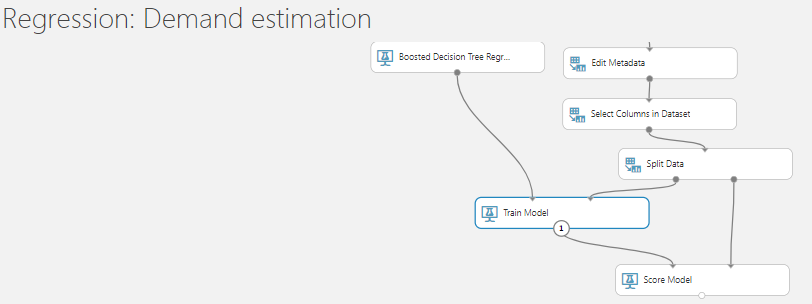 Regression: Demand estimation
Boosted Decision Tree Regr...
Edit Metadata
Select Columns in Dataset
Split Data
Train Model
1
Score Model